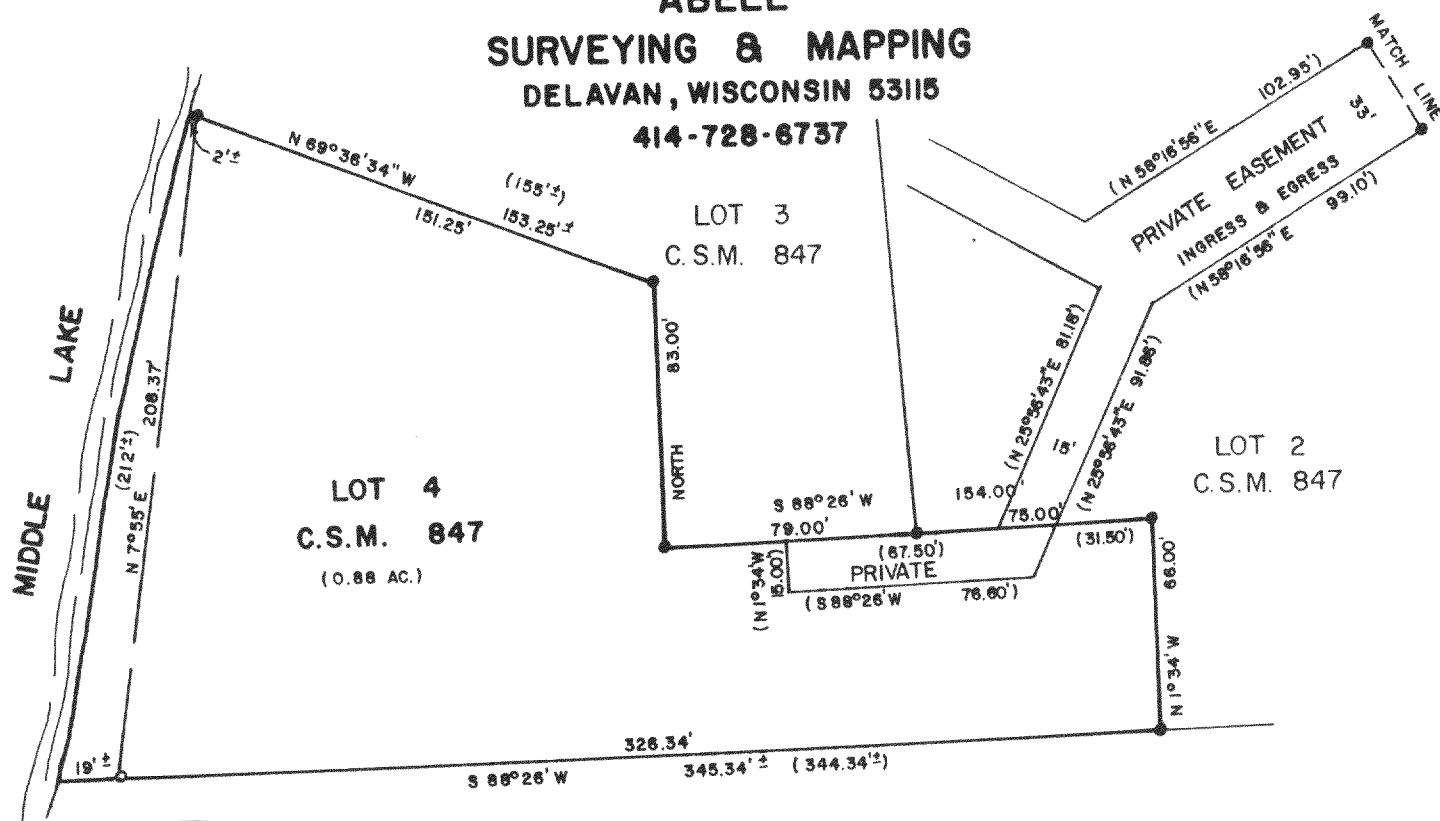 SURVEYING & MAPPING
DELAVAN, WISCONSIN 53115
414-728-6737
MATCH LINE
102.95')
(N 58°16'56" E
33'
PRIVATE EASEMENT
INGRESS & EGRESS
99.10')
(N 58°16'56" E
2'±
N 69°36'34" W
(155'±)
151.25'
153.25'±
LOT 3
C.S.M. 847
83.00'
NORTH
MIDDLE LAKE
208.37'
(212'±)
N 7°55' E
LOT 4
C.S.M. 847
(0.88 AC.)
(N 25°56'43"E 81.18')
(N 25°56'43"E 91.86')
15'
LOT 2
C.S.M. 847
154.00'
S 88°26' W
79.00'
75.00'
(67.50')
(31.50')
PRIVATE
(N 1°34'W
15.00')
(S 88°26'W 76.60')
66.00'
N 1°34' W
326.34'
19'±
S 88°26' W
345.34'±
(344.34'±)